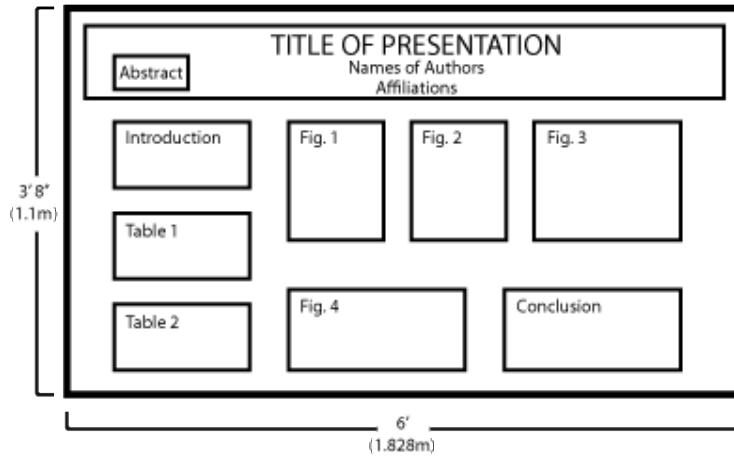 TITLE OF PRESENTATION
Names of Authors
Affiliations
Abstract
Introduction
Fig. 1
Fig. 2
Fig. 3
Table 1
Table 2
Fig. 4
Conclusion
3' 8"
(1.1m)
6'
(1.828m)